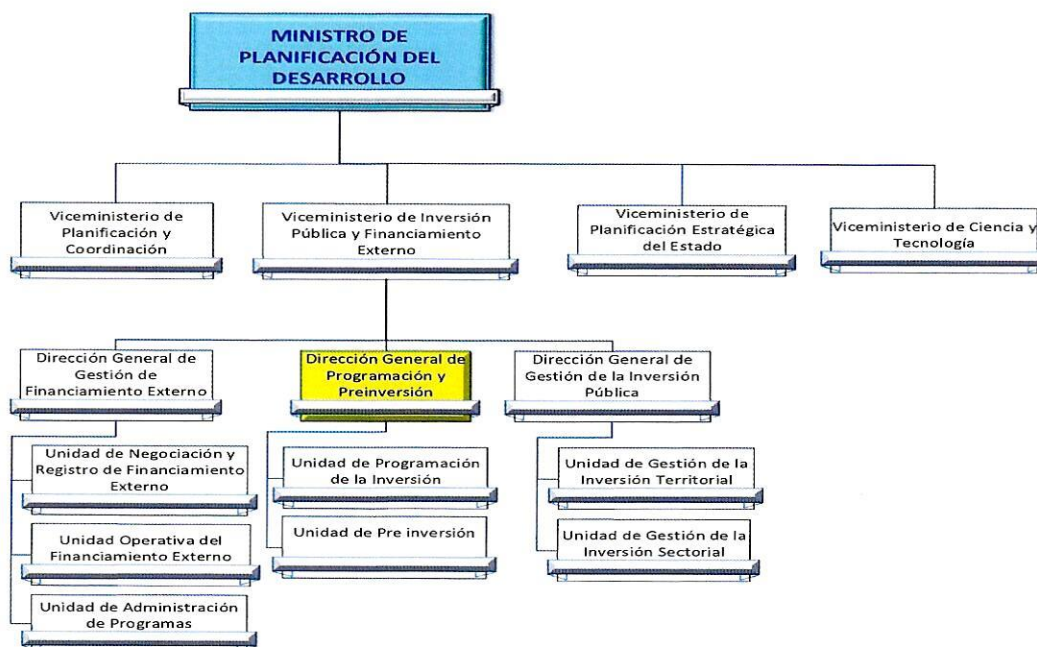 MINISTRO DE
PLANIFICACIÓN DEL
DESARROLLO
Viceministerio de
Planificación y
Coordinación
Viceministerio de Inversión
Pública y Financiamiento
Externo
Viceministerio de
Planificación Estratégica
del Estado
Viceministerio de Ciencia y
Tecnología
Dirección General de
Gestión de
Financiamiento Externo
Dirección General de
Programación y
Preinversión
Dirección General de
Gestión de la Inversión
Pública
Unidad de Negociación y
Registro de Financiamiento
Externo
Unidad de Programación
de la Inversión
Unidad de Gestión de la
Inversión Territorial
Unidad Operativa del
Financiamiento Externo
Unidad de Pre inversión
Unidad de Gestión de la
Inversión Sectorial
Unidad de Administración
de Programas